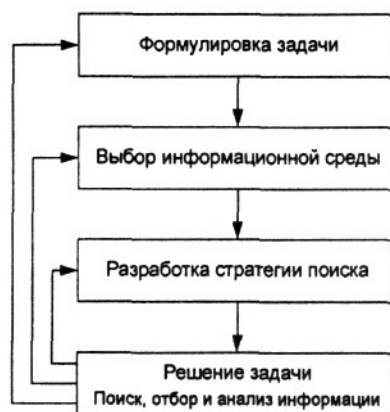 Формулировка задачи
Выбор информационной среды
Разработка стратегии поиска
Решение задачи
Поиск, отбор и анализ информации